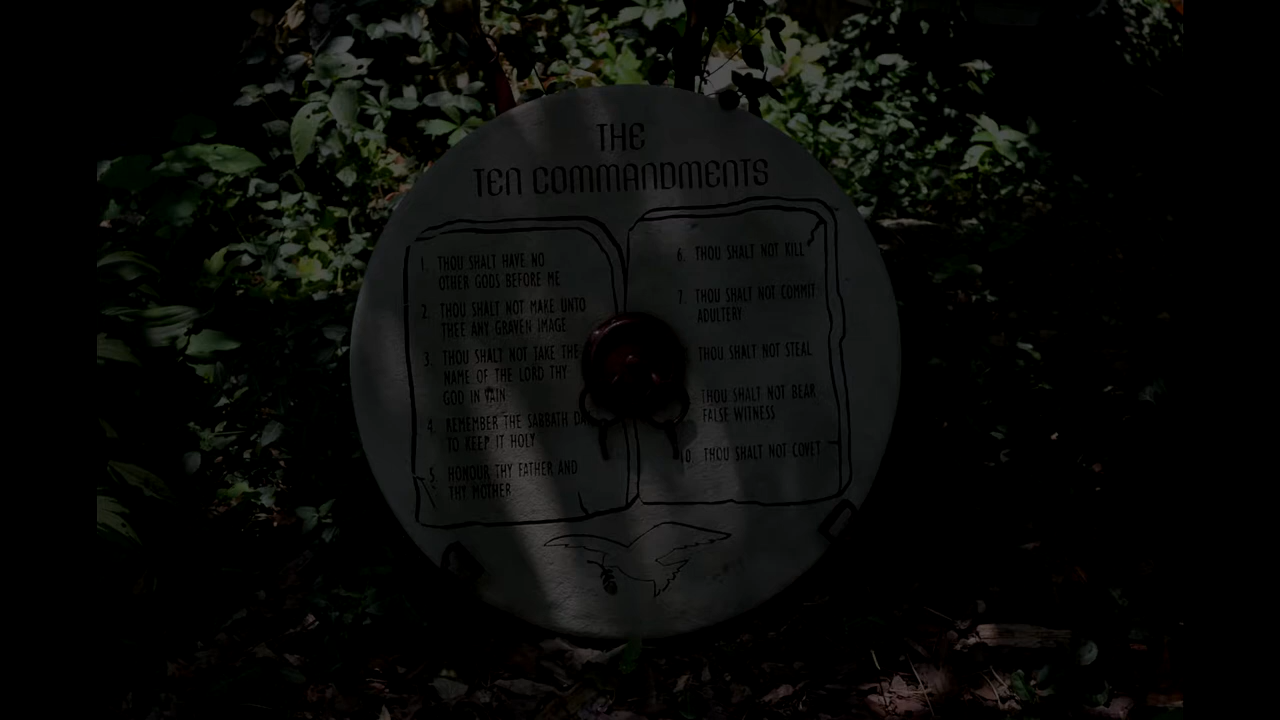 THE
TEN COMMANDMENTS
1. THOU SHALT HAVE NO
OTHER GODS BEFORE ME
2. THOU SHALT NOT MAKE UNTO
THEE ANY GRAVEN IMAGE
3. THOU SHALT NOT TAKE THE
NAME OF THE LORD THY
GOD IN VAIN
4. REMEMBER THE SABBATH DA
TO KEEP IT HOLY
5. HONOUR THY FATHER AND
THY MOTHER
6. THOU SHALT NOT KILL
7. THOU SHALT NOT COMMIT
ADULTERY
THOU SHALT NOT STEAL
THOU SHALT NOT BEAR
FALSE WITNESS
10. THOU SHALT NOT COVET